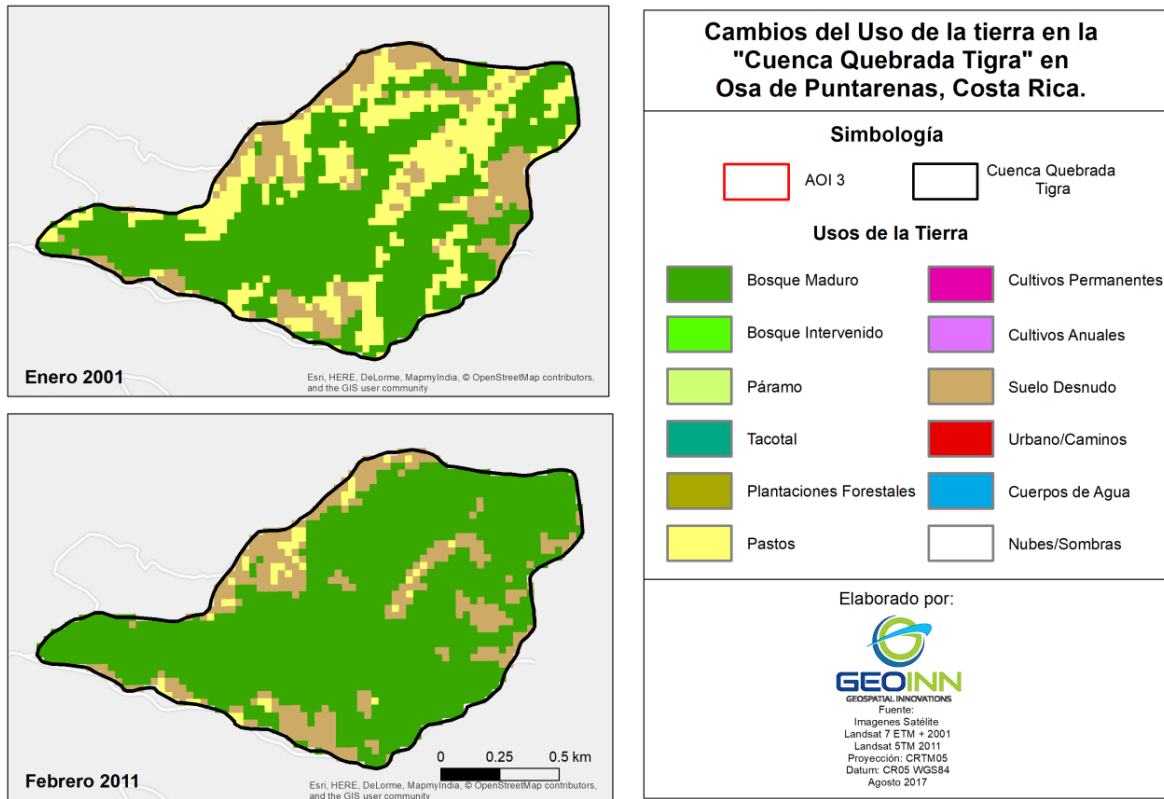 Enero 2001
Esri, HERE, DeLorme, MapmyIndia, © OpenStreetMap contributors,
and the GIS user community
Febrero 2011
0 0.25 0.5 km
Esri, HERE, DeLorme, MapmyIndia, © OpenStreetMap contributors,
and the GIS user community
Cambios del Uso de la tierra en la
"Cuenca Quebrada Tigra" en
Osa de Puntarenas, Costa Rica.
Simbología
AOI 3
Cuenca Quebrada
Tigra
Usos de la Tierra
Bosque Maduro
Cultivos Permanentes
Bosque Intervenido
Cultivos Anuales
Páramo
Suelo Desnudo
Tacotal
Urbano/Caminos
Plantaciones Forestales
Cuerpos de Agua
Pastos
Nubes/Sombras
Elaborado por:
GEOINN
GEOSPATIAL INNOVATIONS
Fuente:
Imagenes Satélite
Landsat 7 ETM + 2001
Landsat 5TM 2011
Proyección: CRTM05
Datum: CR05 WGS84
Agosto 2017